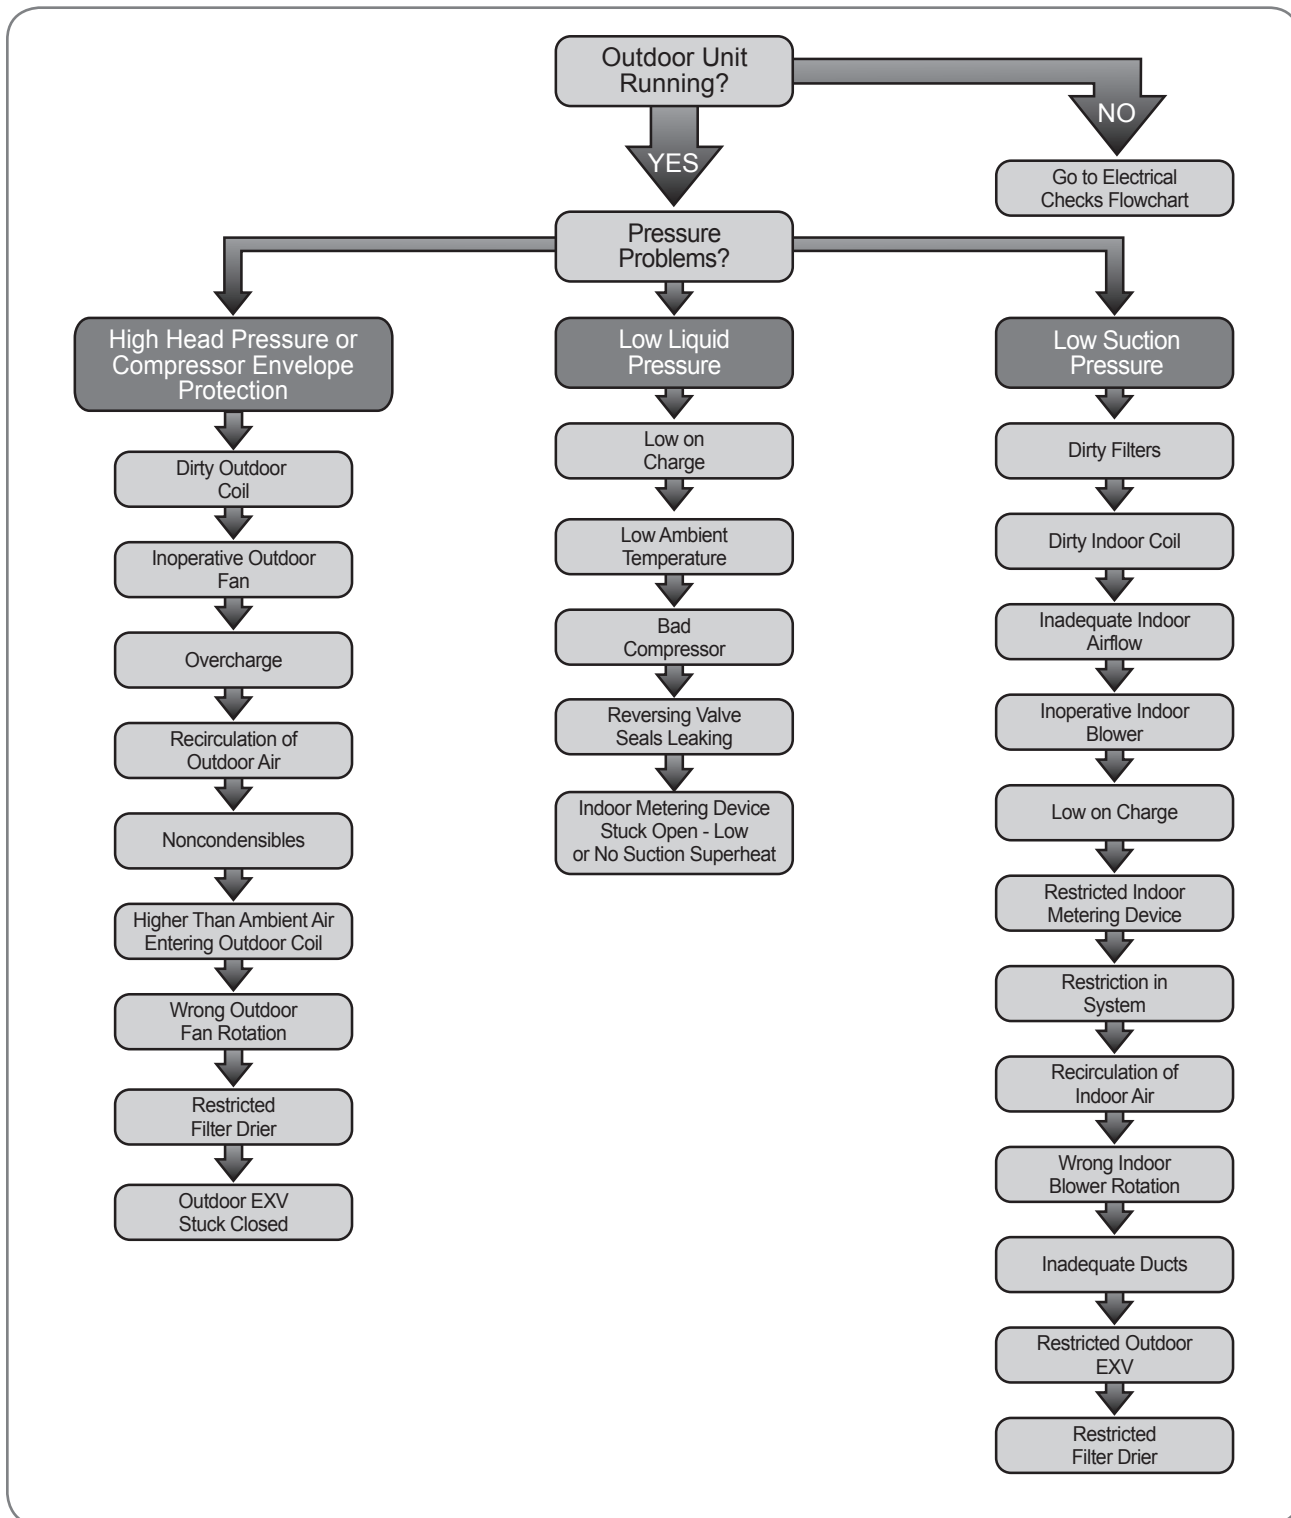 Outdoor Unit
Running?
NO
YES
Go to Electrical
Checks Flowchart
Pressure
Problems?
High Head Pressure or
Compressor Envelope
Protection
Dirty Outdoor
Coil
Inoperative Outdoor
Fan
Overcharge
Recirculation of
Outdoor Air
Noncondensibles
Higher Than Ambient Air
Entering Outdoor Coil
Wrong Outdoor
Fan Rotation
Restricted
Filter Drier
Outdoor EXV
Stuck Closed
Low Liquid
Pressure
Low on
Charge
Low Ambient
Temperature
Bad
Compressor
Reversing Valve
Seals Leaking
Indoor Metering Device
Stuck Open - Low
or No Suction Superheat
Low Suction
Pressure
Dirty Filters
Dirty Indoor Coil
Inadequate Indoor
Airflow
Inoperative Indoor
Blower
Low on Charge
Restricted Indoor
Metering Device
Restriction in
System
Recirculation of
Indoor Air
Wrong Indoor
Blower Rotation
Inadequate Ducts
Restricted Outdoor
EXV
Restricted
Filter Drier